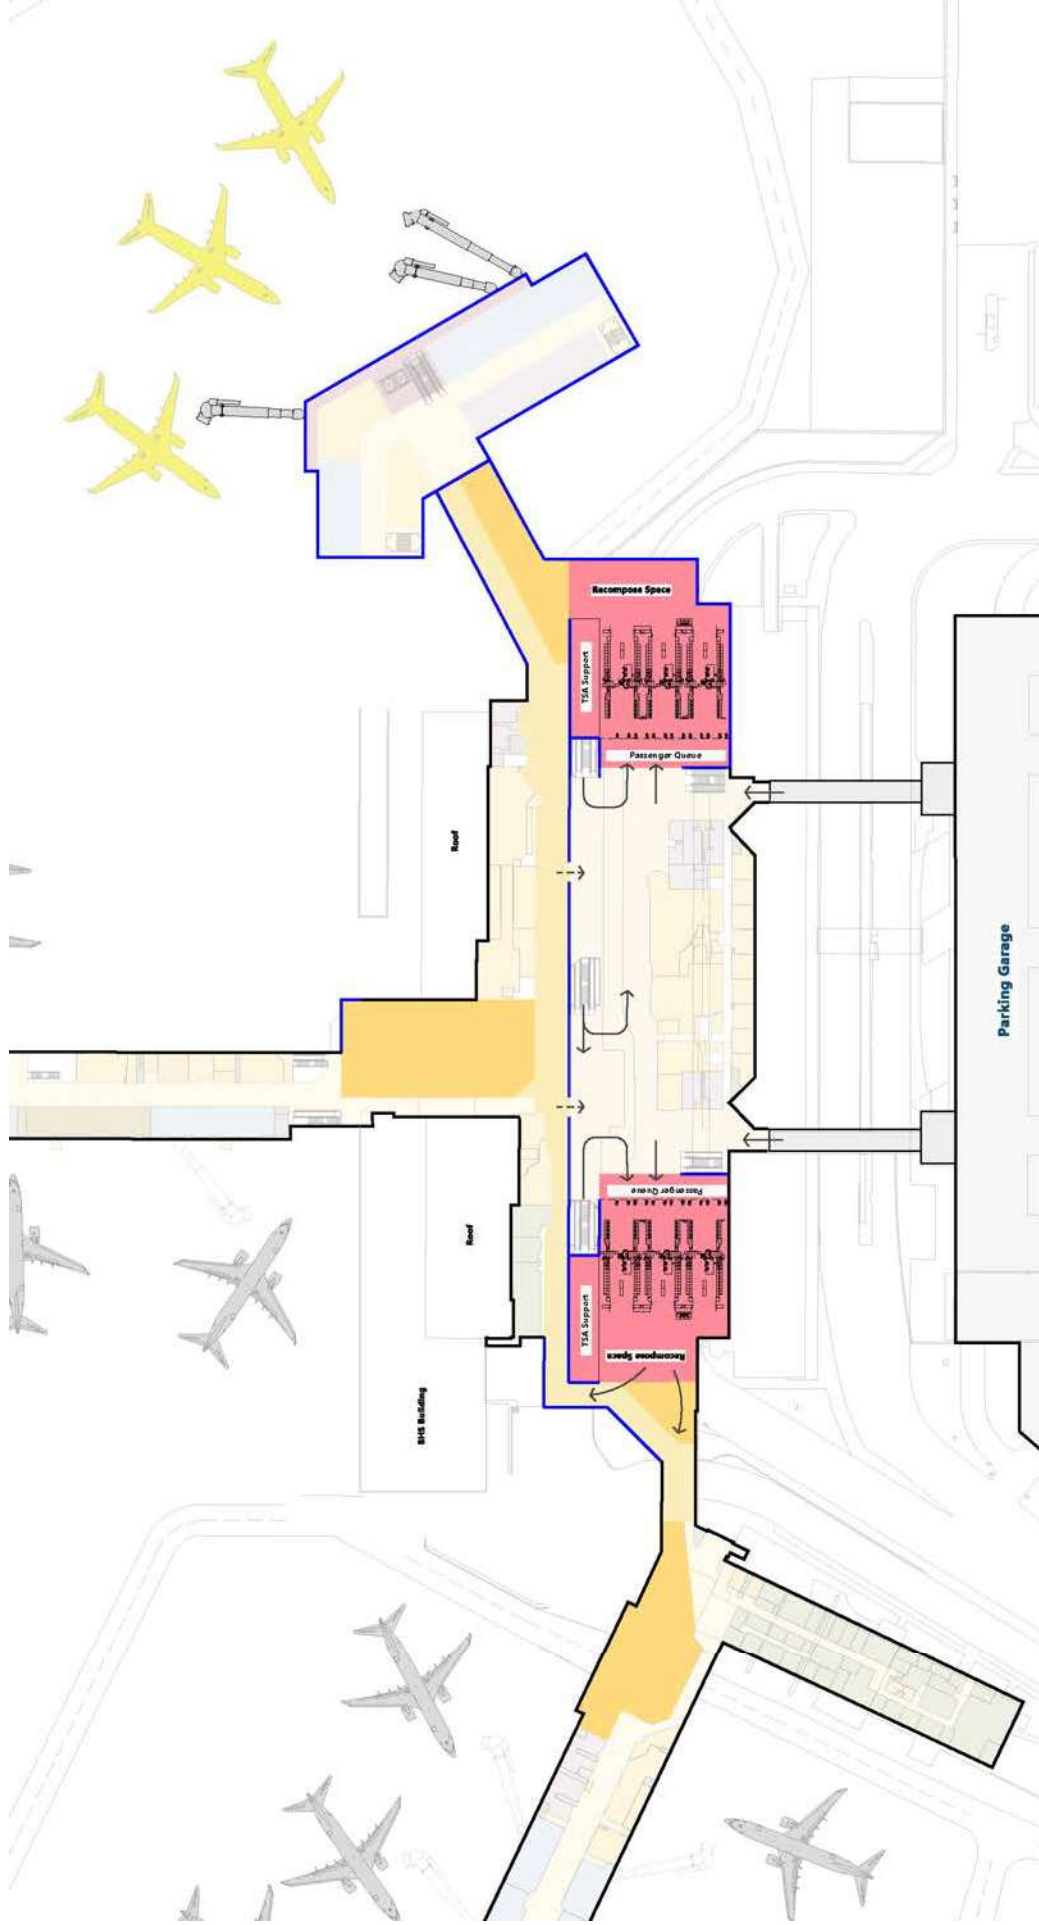 Recompose Space
TSA Support
Passenger Queue
Roof
Parking Garage
Passenger Queue
Roof
TSA Support
Recompose Space
BHS Building